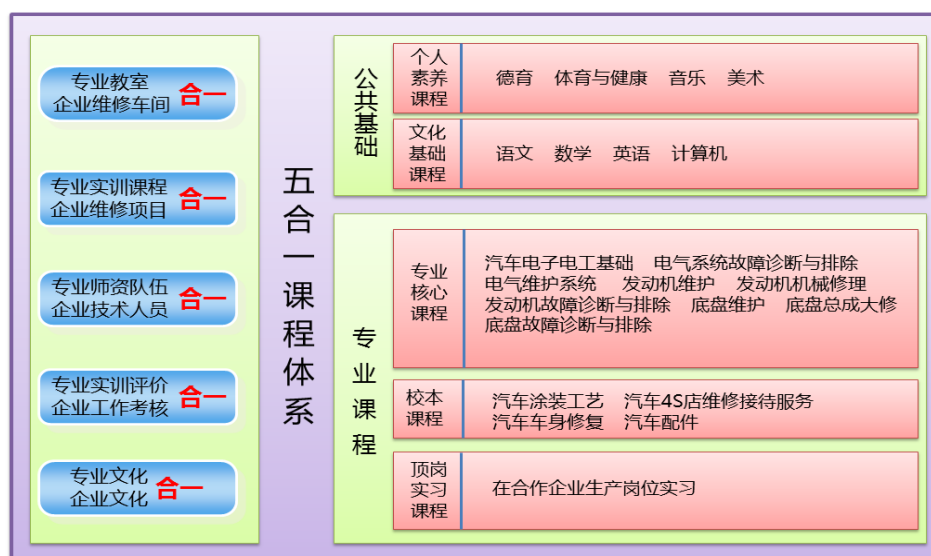 专业教室
企业维修车间
合一
专业实训课程
企业维修项目
合一
专业师资队伍
企业技术人员
合一
专业实训评价
企业工作考核
合一
专业文化
企业文化
合一
五合一课程体系
公共基础
个人
素养
课程
德育 体育与健康 音乐 美术
文化
基础
课程
语文 数学 英语 计算机
专业课程
专业
核心
课程
汽车电子电工基础 电气系统故障诊断与排除
电气维护系统 发动机维护 发动机机械修理
发动机故障诊断与排除 底盘维护 底盘总成大修
底盘故障诊断与排除
校本
课程
汽车涂装工艺 汽车4S店维修接待服务
汽车车身修复 汽车配件
顶岗
实习
课程
在合作企业生产岗位实习